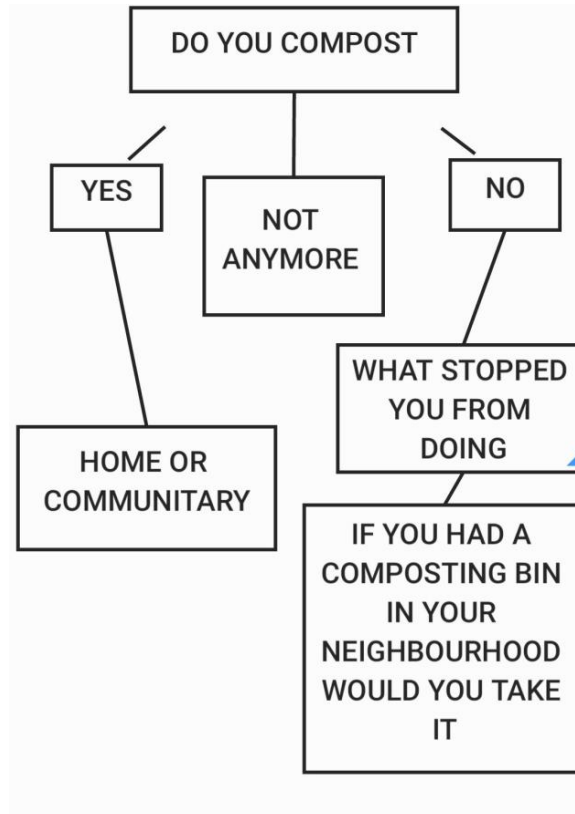 DO YOU COMPOST
YES
NOT
ANYMORE
NO
WHAT STOPPED
YOU FROM
DOING
HOME OR
COMMUNITARY
IF YOU HAD A
COMPOSTING BIN
IN YOUR
NEIGHBOURHOOD
WOULD YOU TAKE
IT